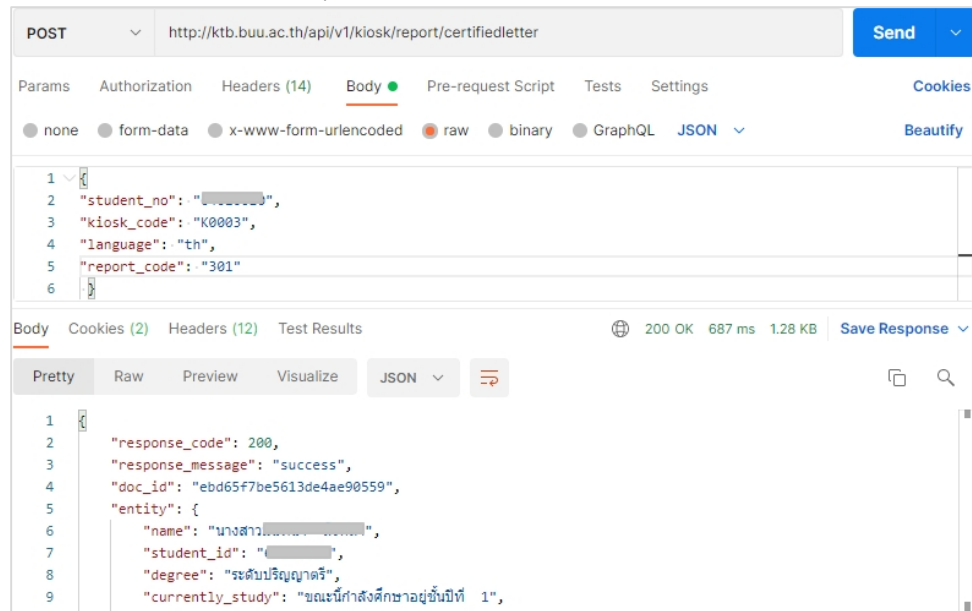 POST http://ktb.buu.ac.th/api/v1/kiosk/report/certifiedletter Send
Params Authorization Headers (14) Body Pre-request Script Tests Settings Cookies
none form-data x-www-form-urlencoded raw binary GraphQL JSON Beautify
1 {
2 "student_no": "",
3 "kiosk_code": "K0003",
4 "language": "th",
5 "report_code": "301"
6 }
Body Cookies (2) Headers (12) Test Results 200 OK 687 ms 1.28 KB Save Response
Pretty Raw Preview Visualize JSON
1 {
2 "response_code": 200,
3 "response_message": "success",
4 "doc_id": "ebd65f7be5613de4ae90559",
5 "entity": {
6 "name": "นางสาว",
7 "student_id": "",
8 "degree": "ระดับปริญญาตรี",
9 "currently_study": "ขณะนี้กำลังศึกษาอยู่ชั้นปีที่ 1",